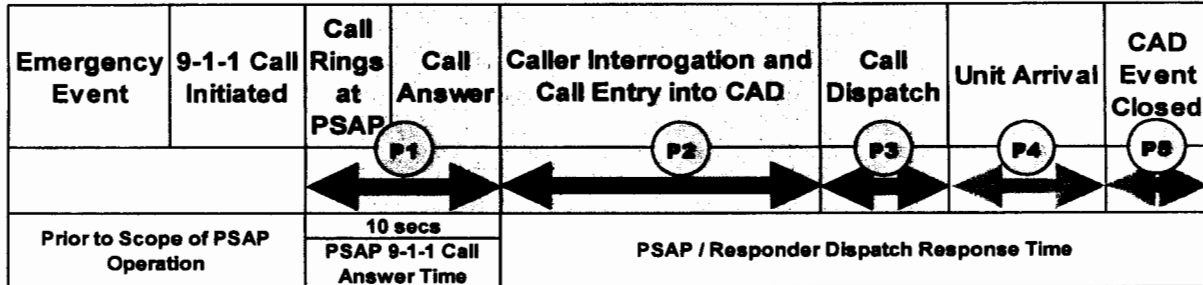 Emergency Event
9-1-1 Call Initiated
Call Rings at PSAP
Call Answer
Caller Interrogation and
Call Entry into CAD
Call Dispatch
Unit Arrival
CAD Event Closed
P1
P2
P3
P4
P5
Prior to Scope of PSAP
Operation
10 secs
PSAP 9-1-1 Call
Answer Time
PSAP / Responder Dispatch Response Time